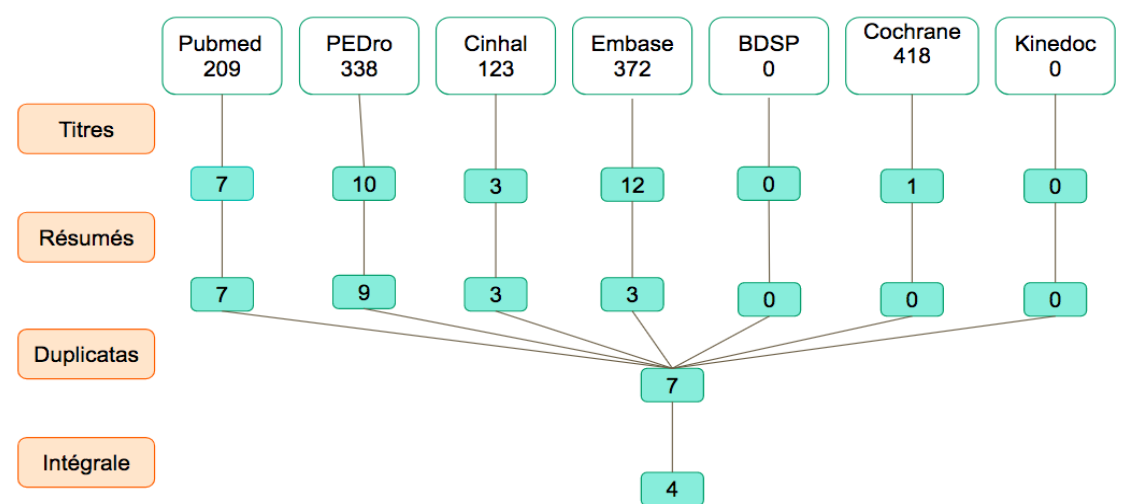 Pubmed
209
PEDro
338
Cinhal
123
Embase
372
BDSP
0
Cochrane
418
Kinedoc
0
Titres
7
10
3
12
0
1
0
Résumés
7
9
3
3
0
0
0
Duplicatas
7
Intégrale
4